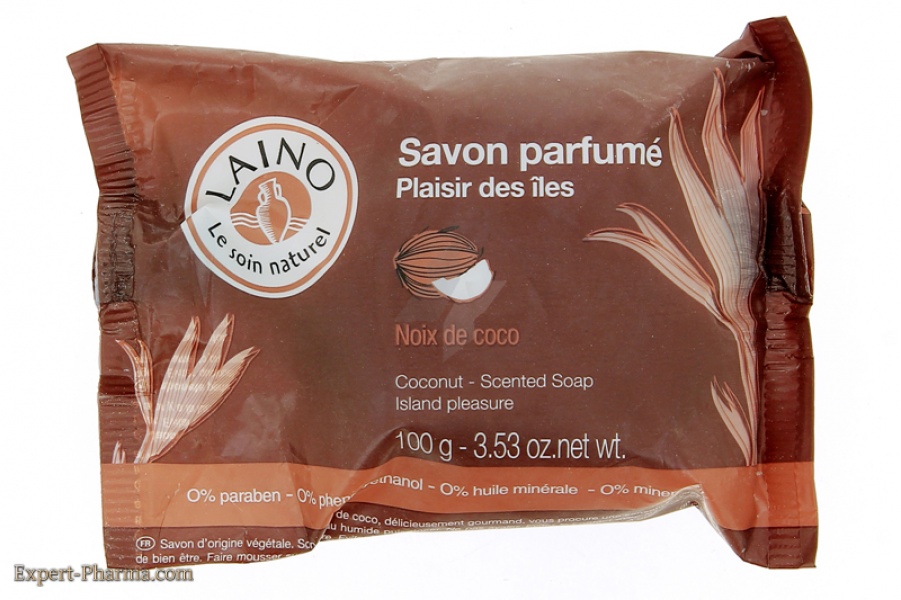 LAINO
Le soin naturel
Savon parfumé
Plaisir des îles
Noix de coco
Coconut - Scented Soap
Island pleasure
100 g - 3.53 oz.net wt.
0% paraben - 0% - 0% huile minérale - 0%
de coco, délicieusement gourmand, vous procure
humide
FR Savon d'origine végétale.
de bien être. Faire mousser
Expert-Pharma.com